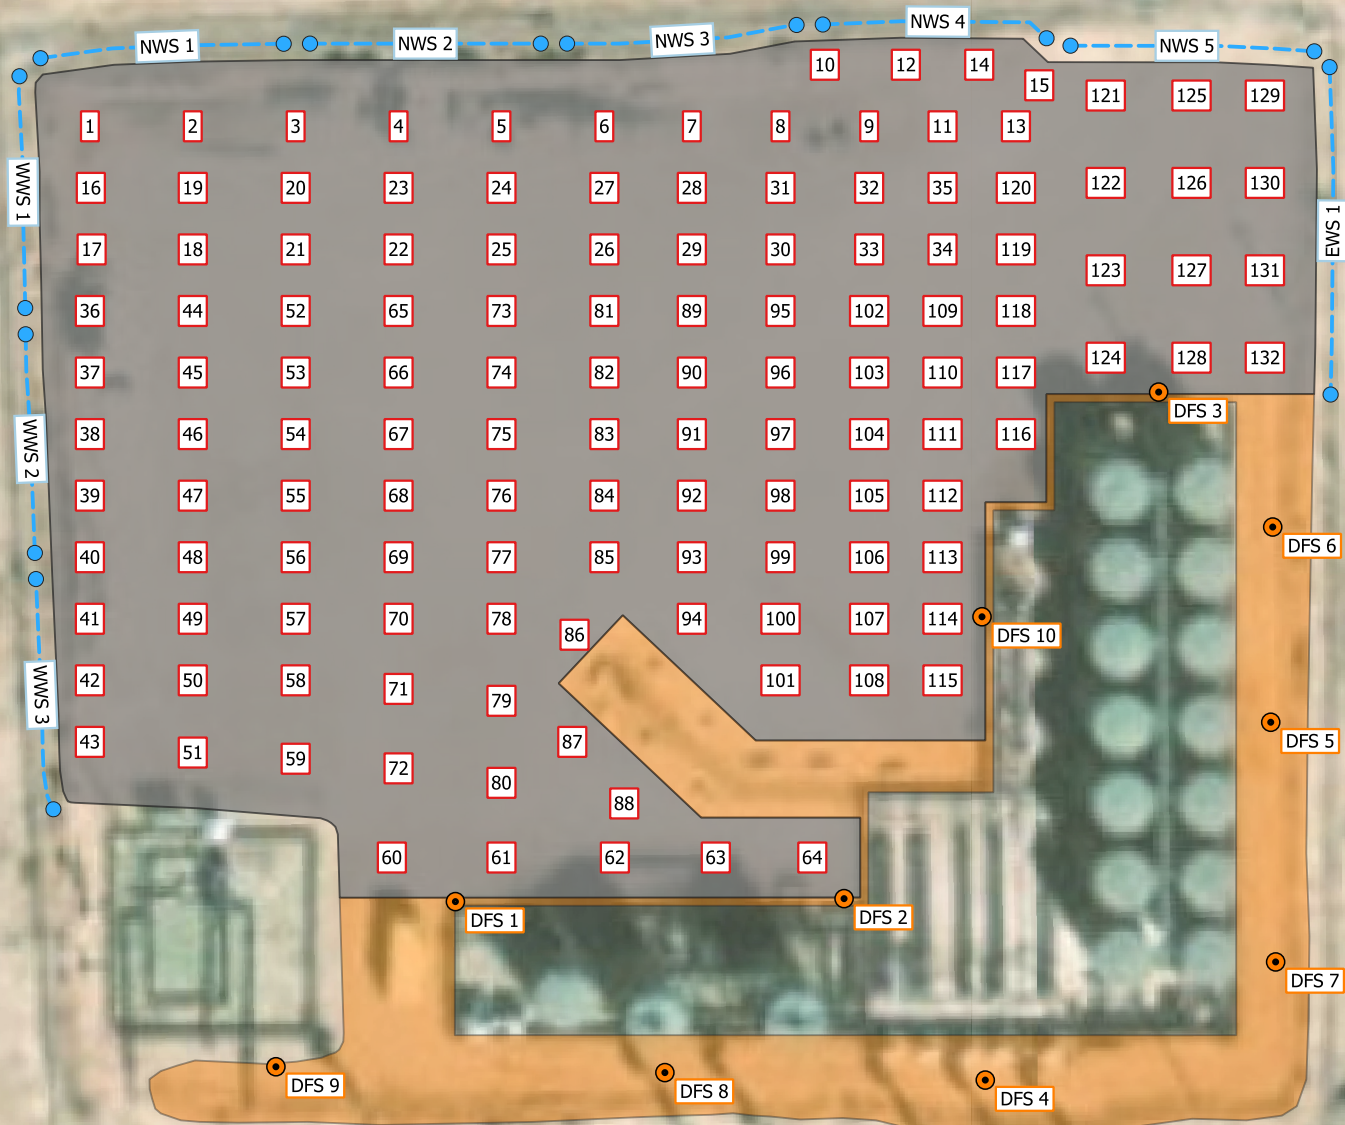 NWS 1
NWS 2
NWS 3
NWS 4
NWS 5
10 12 14
15
121 125 129
1 2 3 4 5 6 7 8 9 11 13
WWS 1
16 19 20 23 24 27 28 31 32 35 120
122 126 130
EWS 1
17 18 21 22 25 26 29 30 33 34 119
123 127 131
36 44 52 65 73 81 89 95 102 109 118
124 128 132
37 45 53 66 74 82 90 96 103 110 117
DFS 3
WWS 2
38 46 54 67 75 83 91 97 104 111 116
39 47 55 68 76 84 92 98 105 112
DFS 6
40 48 56 69 77 85 93 99 106 113
41 49 57 70 78 86 94 100 107 114
DFS 10
WWS 3
42 50 58 71 79 101 108 115
43 51 59 72 80 87
DFS 5
88
60 61 62 63 64
DFS 1
DFS 2
DFS 7
DFS 9
DFS 8
DFS 4